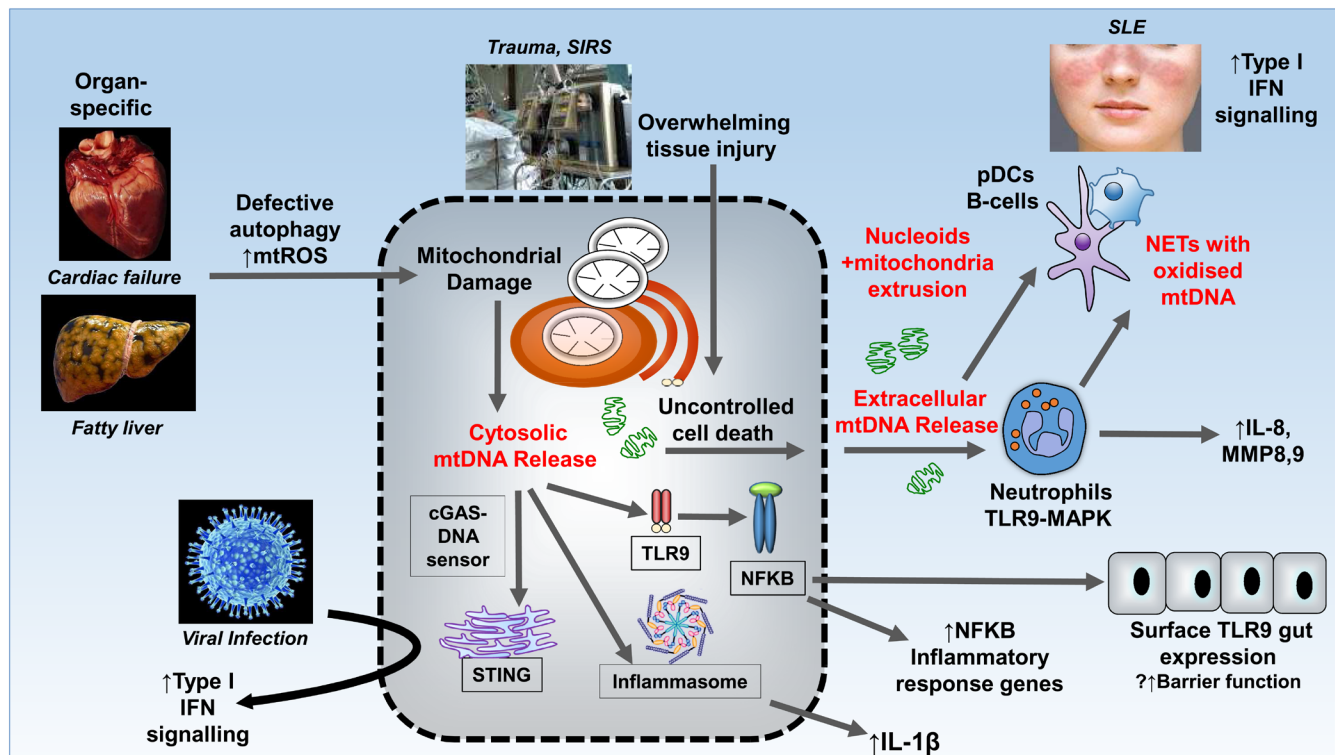 Organ-
specific
Cardiac failure
Fatty liver
Defective
autophagy
↑mtROS
Trauma, SIRS
Overwhelming
tissue injury
Mitochondrial
Damage
Cytosolic
mtDNA Release
Uncontrolled
cell death
cGAS-
DNA
sensor
TLR9
NFKB
STING
Inflammasome
Viral Infection
↑Type I
IFN
signalling
↑IL-1β
Nucleoids
+mitochondria
extrusion
Extracellular
mtDNA Release
SLE
↑Type I
IFN
signalling
pDCs
B-cells
NETs with
oxidised
mtDNA
Neutrophils
TLR9-MAPK
↑IL-8,
MMP8,9
↑NFKB
Inflammatory
response genes
Surface TLR9 gut
expression
?↑Barrier function